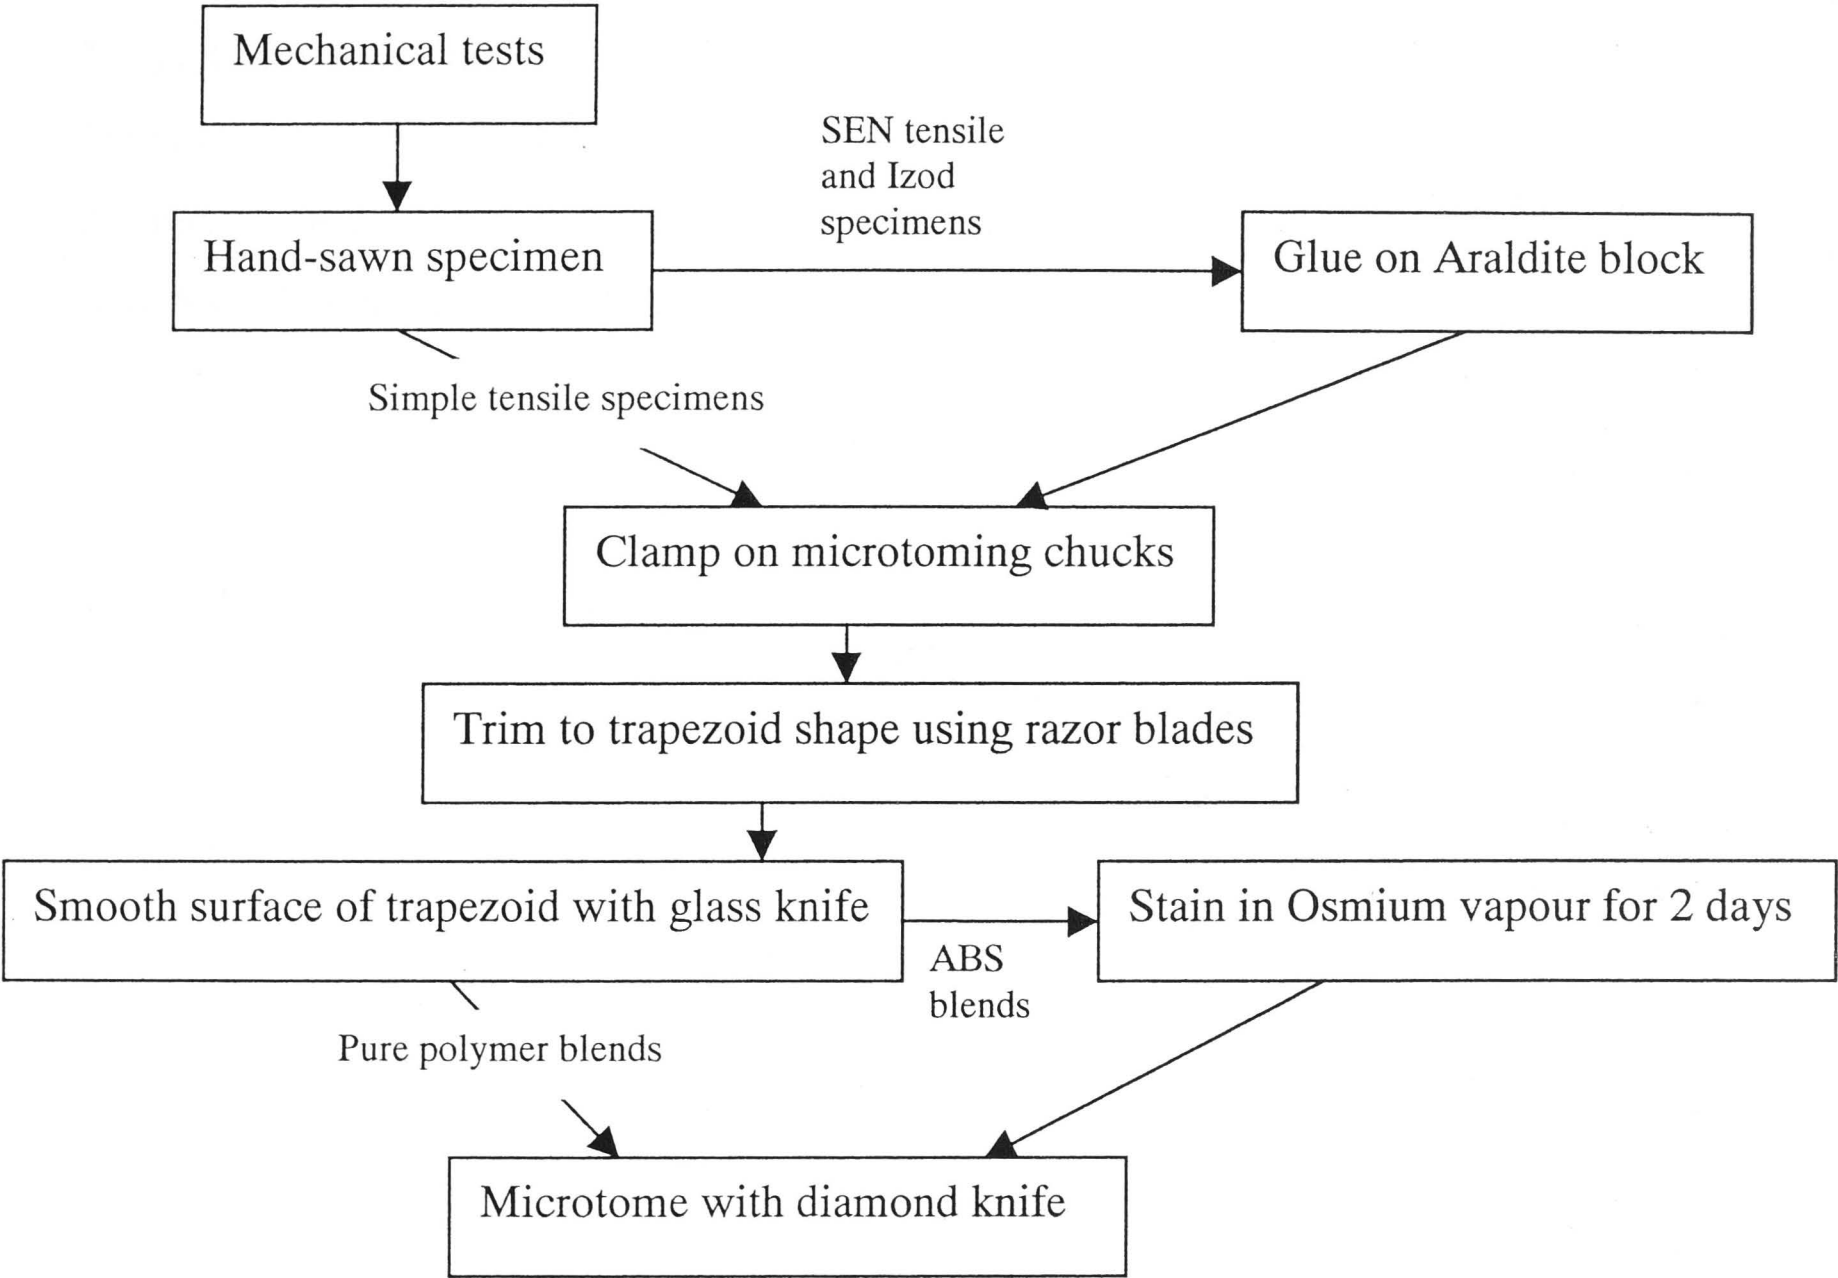 Mechanical tests
SEN tensile
and Izod
specimens
Hand-sawn specimen
Glue on Araldite block
Simple tensile specimens
Clamp on microtoming chucks
Trim to trapezoid shape using razor blades
Smooth surface of trapezoid with glass knife
Stain in Osmium vapour for 2 days
ABS
blends
Pure polymer blends
Microtome with diamond knife